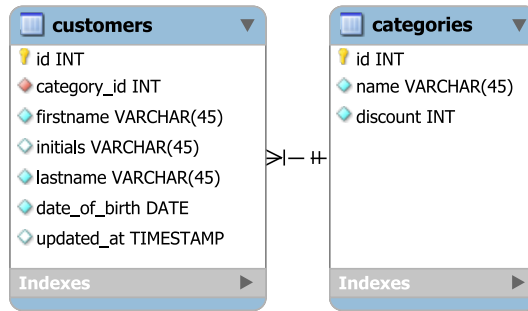 customers
id INT
category_id INT
firstname VARCHAR(45)
initials VARCHAR(45)
lastname VARCHAR(45)
date_of_birth DATE
updated_at TIMESTAMP
Indexes
categories
id INT
name VARCHAR(45)
discount INT
Indexes